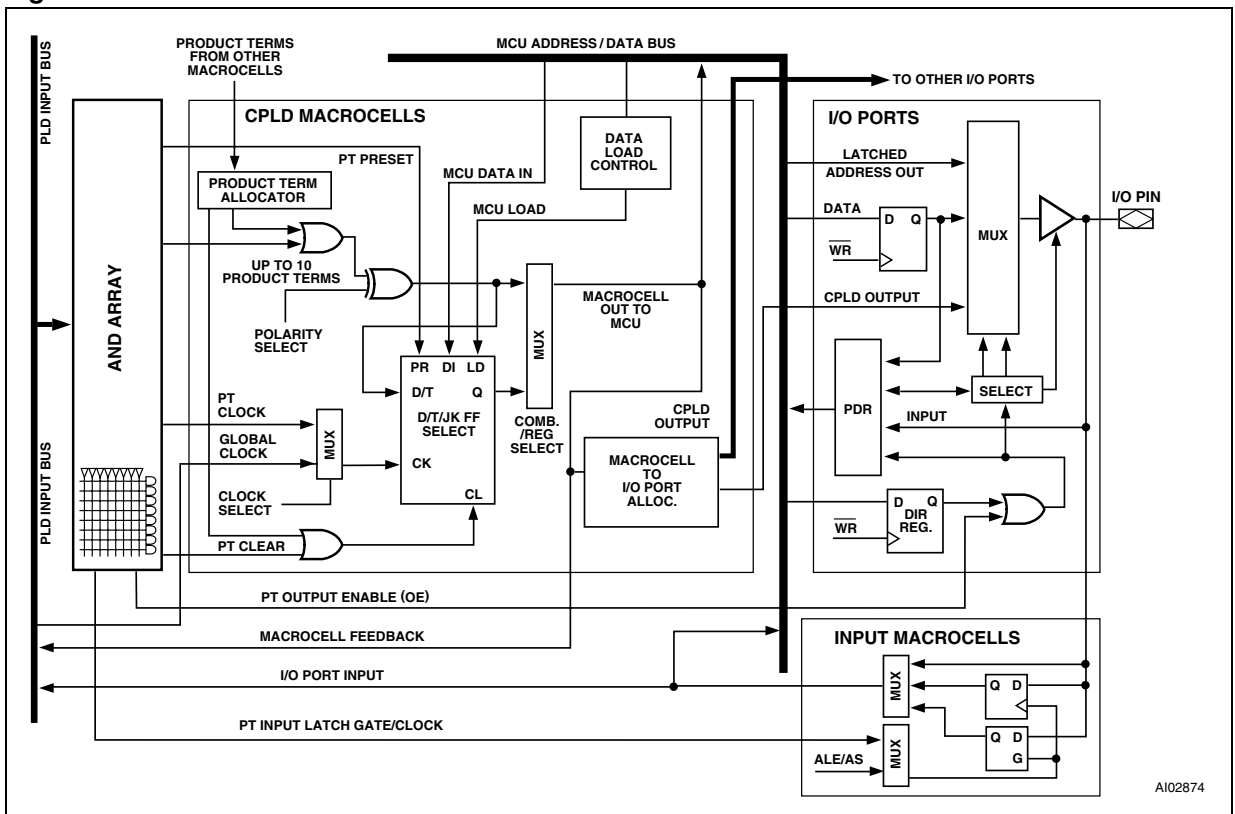 PRODUCT TERMS
FROM OTHER
MACROCELLS
MCU ADDRESS / DATA BUS
TO OTHER I/O PORTS
PLD INPUT BUS
CPLD MACROCELLS
I/O PORTS
DATA
LOAD
CONTROL
PT PRESET
MCU DATA IN
LATCHED
ADDRESS OUT
PRODUCT TERM
ALLOCATOR
MCU LOAD
DATA
D Q
WR
MUX
I/O PIN
AND ARRAY
UP TO 10
PRODUCT TERMS
POLARITY
SELECT
MUX
MACROCELL
OUT TO
MCU
CPLD OUTPUT
PR DI LD
D/T Q
D/T/JK FF
SELECT
CK
CL
COMB.
/REG
SELECT
PT
CLOCK
GLOBAL
CLOCK
MUX
CLOCK
SELECT
PT CLEAR
CPLD
OUTPUT
MACROCELL
TO
I/O PORT
ALLOC.
PDR
SELECT
INPUT
D Q
DIR
REG.
WR
PLD INPUT BUS
PT OUTPUT ENABLE (OE)
MACROCELL FEEDBACK
I/O PORT INPUT
PT INPUT LATCH GATE/CLOCK
INPUT MACROCELLS
MUX
Q D
Q D
G
MUX
ALE/AS
AI02874